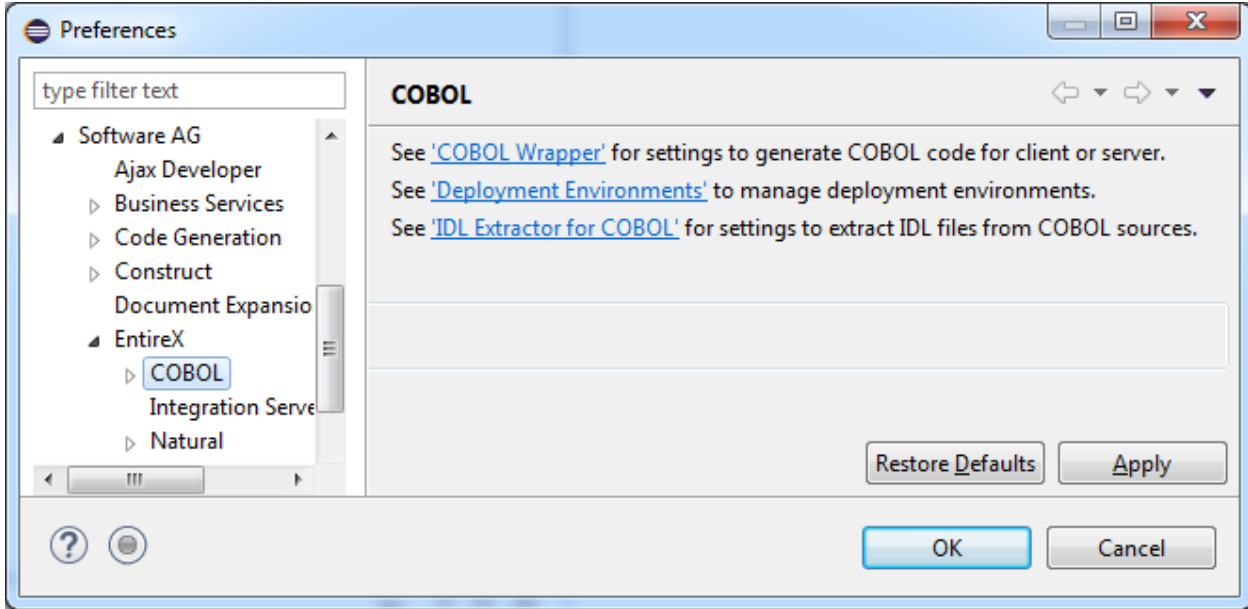 Preferences
type filter text
Software AG
Ajax Developer
Business Services
Code Generation
Construct
Document Expansio
EntireX
COBOL
Integration Serve
Natural
COBOL
See 'COBOL Wrapper' for settings to generate COBOL code for client or server.
See 'Deployment Environments' to manage deployment environments.
See 'IDL Extractor for COBOL' for settings to extract IDL files from COBOL sources.
Restore Defaults
Apply
OK
Cancel